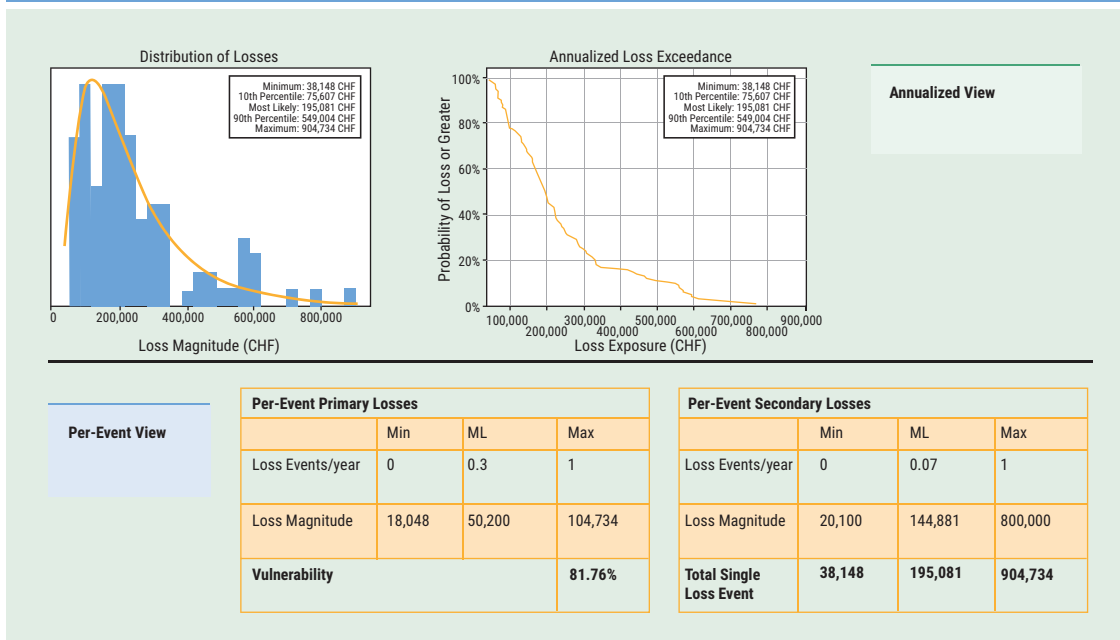 Distribution of Losses
Minimum: 38,148 CHF
10th Percentile: 75,607 CHF
Most Likely: 195,081 CHF
90th Percentile: 549,004 CHF
Maximum: 904,734 CHF
0 200,000 400,000 600,000 800,000
Loss Magnitude (CHF)
Annualized Loss Exceedance
Probability of Loss or Greater
100%
80%
60%
40%
20%
0%
Minimum: 38,148 CHF
10th Percentile: 75,607 CHF
Most Likely: 195,081 CHF
90th Percentile: 549,004 CHF
Maximum: 904,734 CHF
100,000 300,000 500,000 700,000 900,000
200,000 400,000 600,000 800,000
Loss Exposure (CHF)
Annualized View
Per-Event View
Per-Event Primary Losses
Min ML Max
Loss Events/year 0 0.3 1
Loss Magnitude 18,048 50,200 104,734
Vulnerability 81.76%
Per-Event Secondary Losses
Min ML Max
Loss Events/year 0 0.07 1
Loss Magnitude 20,100 144,881 800,000
Total Single 38,148 195,081 904,734
Loss Event